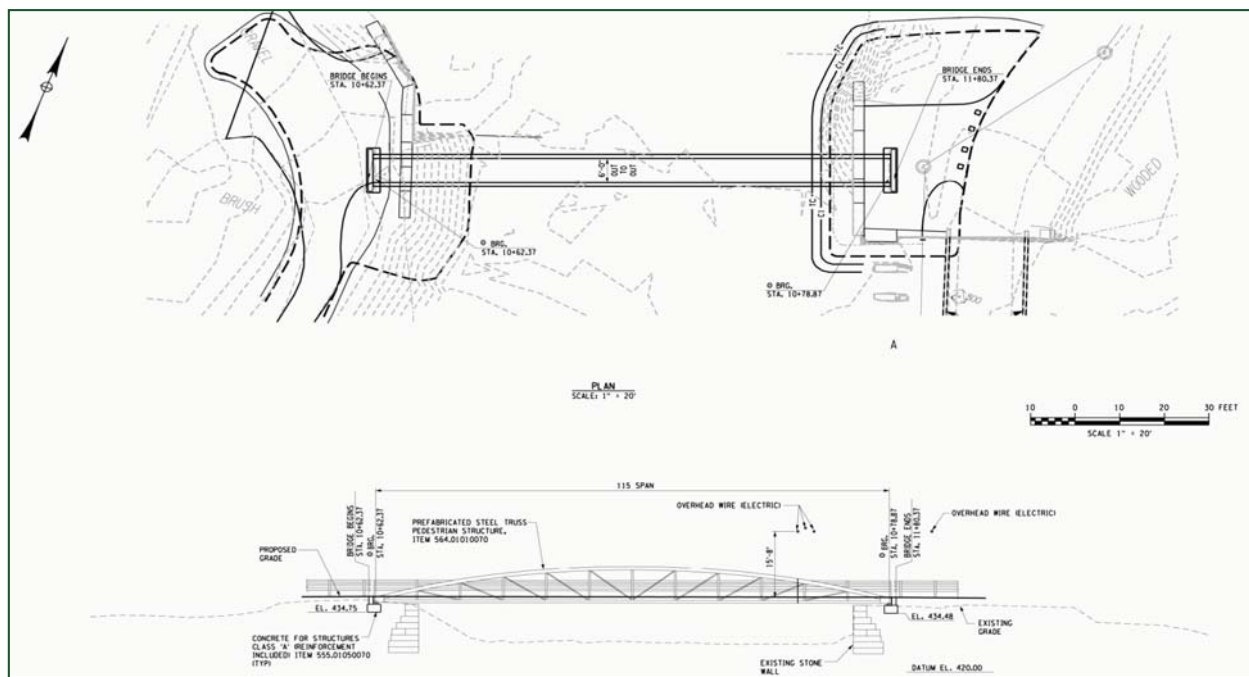 GRAVEL
BRIDGE BEGINS
STA. 10+62.37
BRUSH
6'-0"
OUT
TO
OUT
BRG.
STA. 10+62.37
12
13
BRIDGE ENDS
STA. 11+80.37
WOODED
12
13
BRG.
STA. 10+78.87
A
PLAN
SCALE: 1" = 20'
10 0 10 20 30 FEET
SCALE 1" = 20'
115 SPAN
BRIDGE BEGINS
STA. 10+62.37
BRG.
STA. 10+62.37
PREFABRICATED STEEL TRUSS
PEDESTRIAN STRUCTURE,
ITEM 564.01010070
OVERHEAD WIRE (ELECTRIC)
15'-8"
BRG.
STA. 10+78.87
BRIDGE ENDS
STA. 11+80.37
OVERHEAD WIRE (ELECTRIC)
PROPOSED
GRADE
EL. 434.75
EL. 434.48
EXISTING
GRADE
CONCRETE FOR STRUCTURES
CLASS 'A' (REINFORCEMENT
INCLUDED) ITEM 555.01050070
(TYP)
EXISTING STONE
WALL
DATUM EL. 420.00